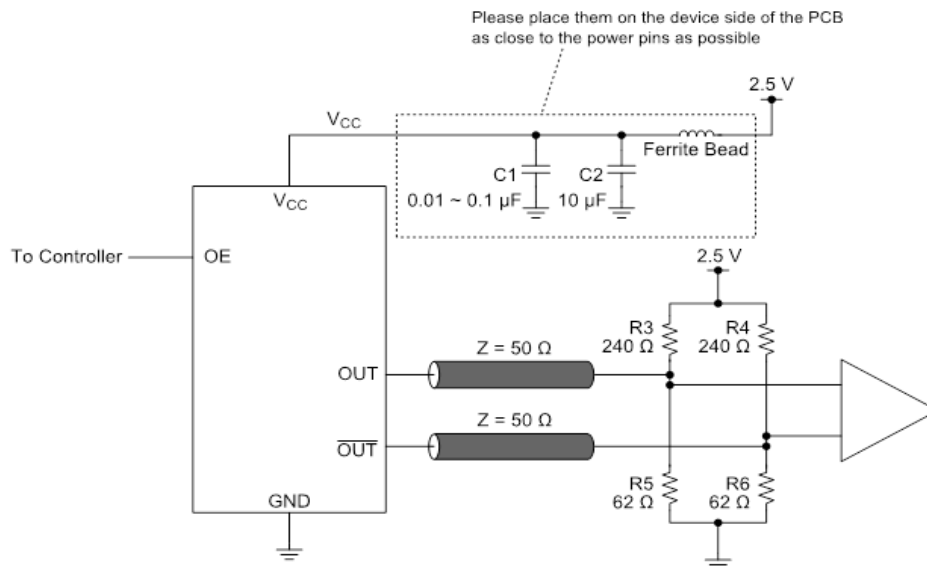 Please place them on the device side of the PCB
as close to the power pins as possible
2.5 V
VCC
Ferrite Bead
C1
C2
0.01 ~ 0.1 µF
10 µF
VCC
To Controller
OE
2.5 V
R3
240 Ω
R4
240 Ω
Z = 50 Ω
OUT
Z = 50 Ω
OUT
R5
62 Ω
R6
62 Ω
GND